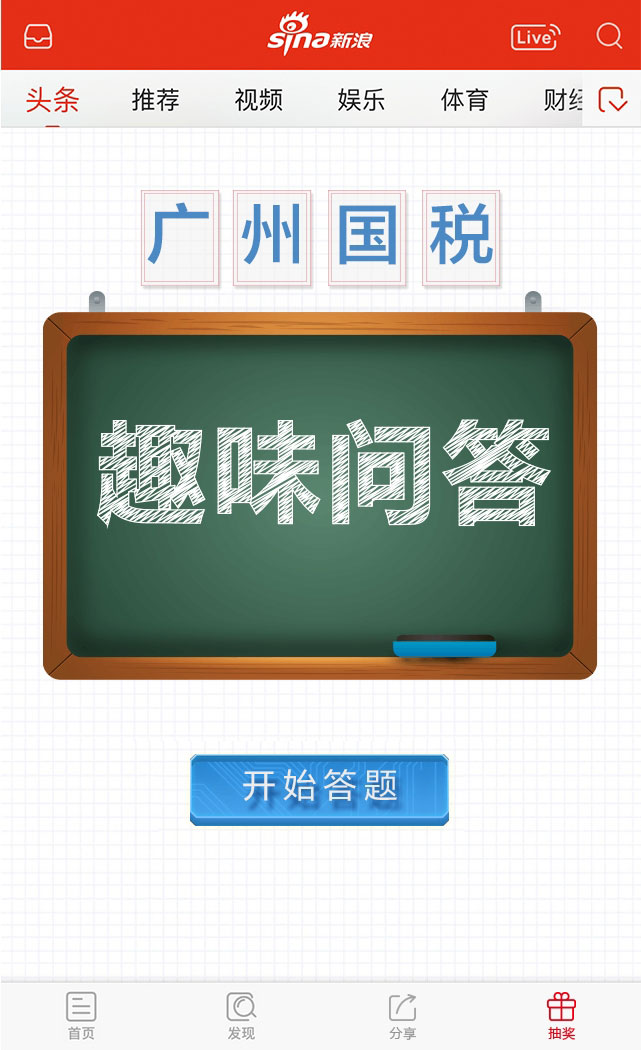 sina新浪
Live
头条 推荐 视频 娱乐 体育 财经
广州国税
趣味问答
开始答题
首页 发现 分享 抽奖